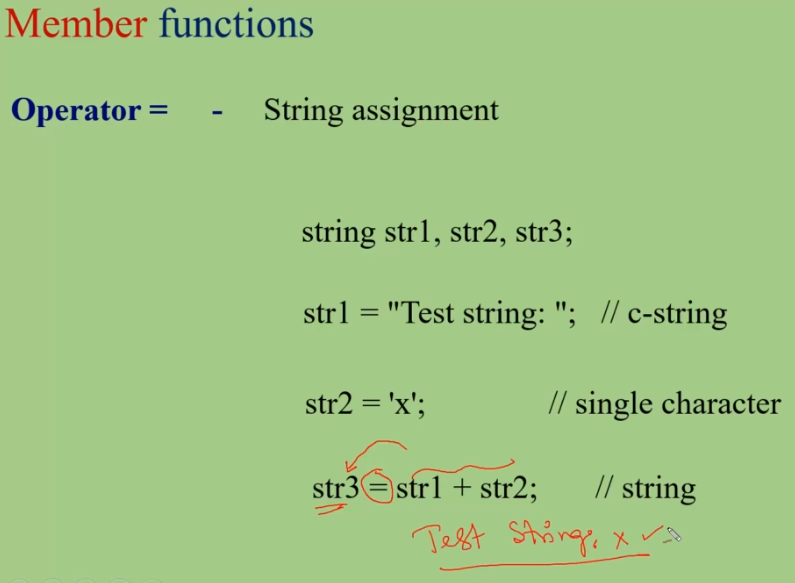 Member functions
Operator = - String assignment
string str1, str2, str3;
str1 = "Test string: "; // c-string
str2 = 'x'; // single character
str3 = str1 + str2; // string
Test String: x ✓